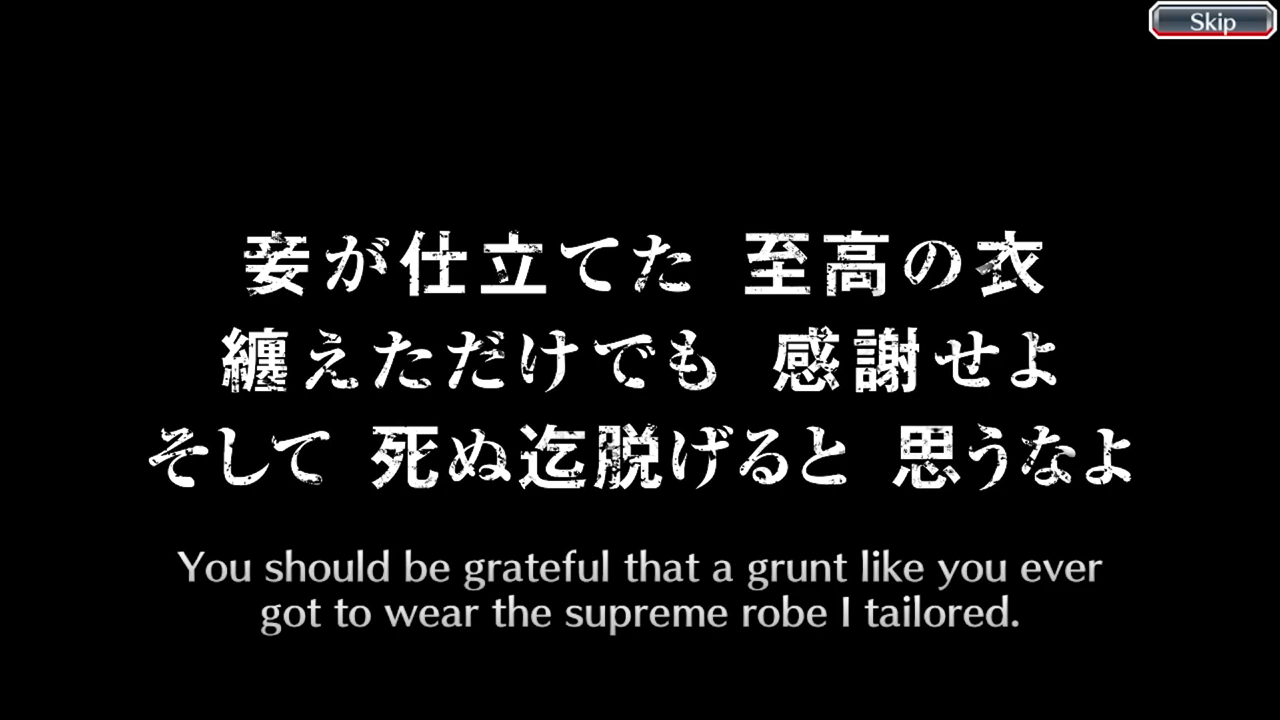 Skip
妾が仕立てた 至高の衣
纏えただけでも 感謝せよ
そして 死ぬ迄脱げると 思うなよ
You should be grateful that a grunt like you ever
got to wear the supreme robe I tailored.